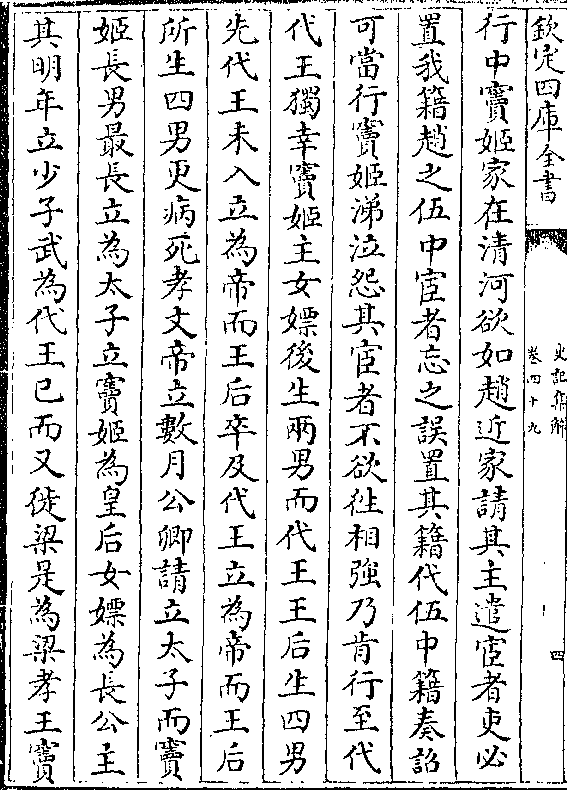 欽定四庫全書
史記集解
卷四十九
四
行中竇姬家在清河欲如趙近家請其主遣宦者吏必
置我籍趙之伍中宦者忘之誤置其籍代伍中籍奏詔
可當行竇姬涕泣怨其宦者不欲往相強乃肯行至代
代王獨幸竇姬主女嫖後生兩男而代王王后生四男
先代王未入立為帝而王后卒及代王立為帝而王后
所生四男更病死孝文帝立數月公卿請立太子而竇
姬長男最長立為太子立竇姬為皇后女嫖為長公主
其明年立少子武為代王已而又徙梁是為梁孝王竇